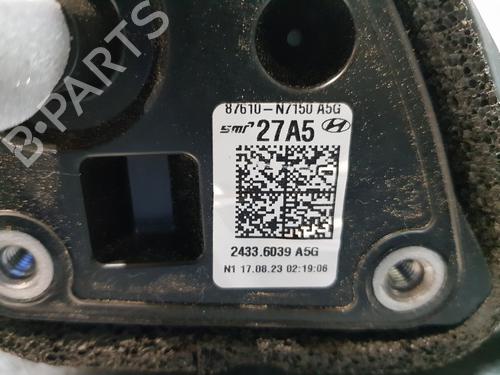 87610-N7150 A5G
smr 27A5
2433.6039 A5G
N1 17.08.23 02:19:06
B-Parts